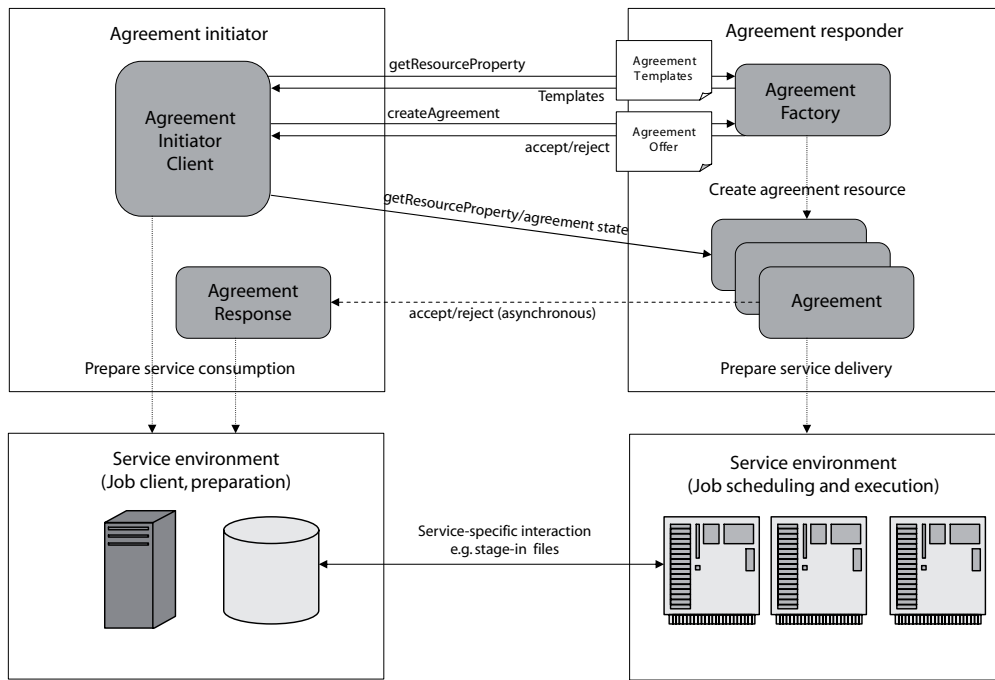 Agreement initiator
Agreement responder
getResourceProperty
Agreement
Templates
Templates
Agreement
Initiator
Client
Agreement
Factory
createAgreement
Agreement
Offer
accept/reject
Create agreement resource
getResourceProperty/agreement state
Agreement
Response
Agreement
accept/reject (asynchronous)
Prepare service consumption
Prepare service delivery
Service environment
(Job client, preparation)
Service environment
(Job scheduling and execution)
Service-specific interaction
e.g. stage-in files